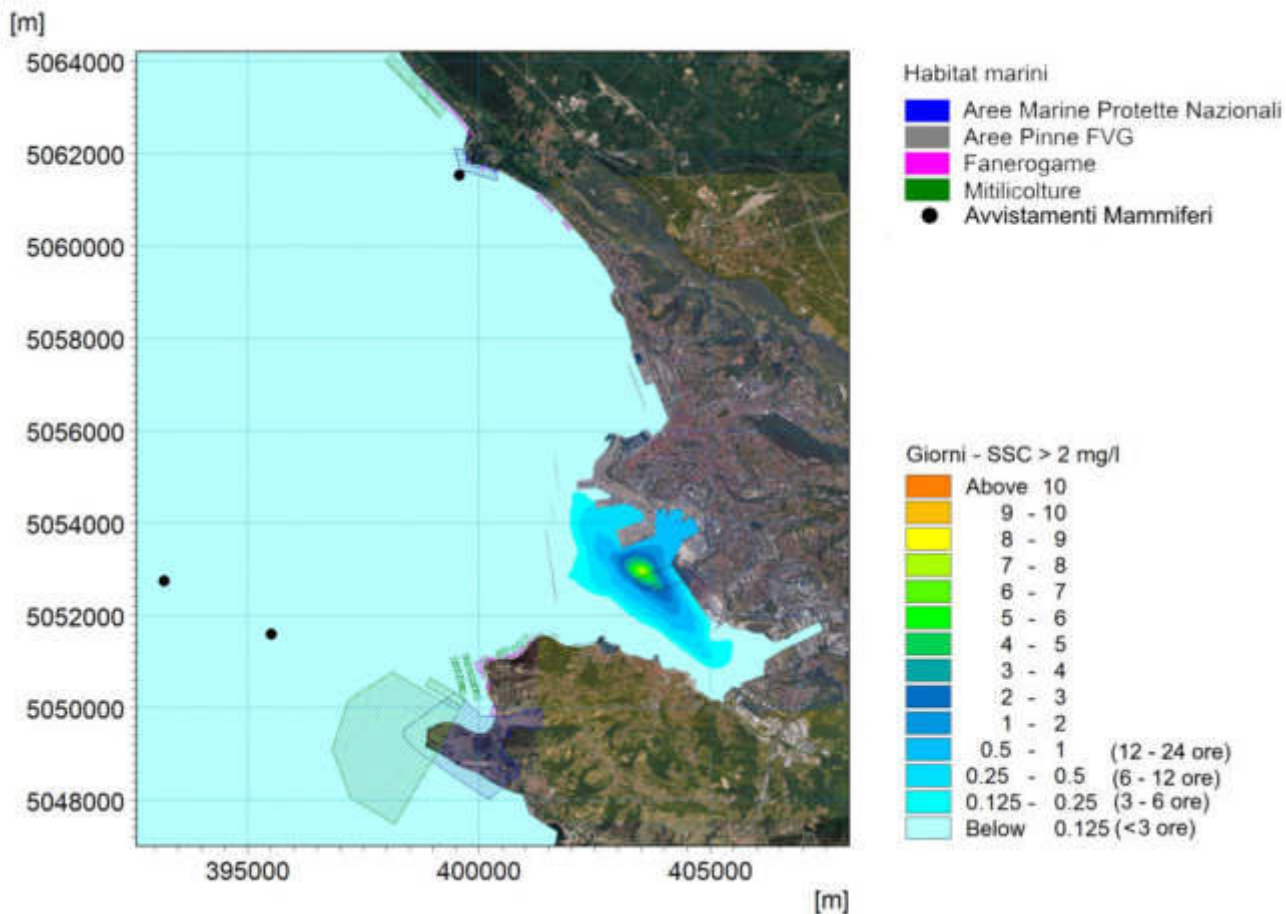 [m]
5064000
5062000
5060000
5058000
5056000
5054000
5052000
5050000
5048000
395000
400000
405000
[m]
Habitat marini
Aree Marine Protette Nazionali
Aree Pinne FVG
Fanerogame
Mitilicolture
Avvistamenti Mammiferi
Giorni - SSC > 2 mg/l
Above 10
9 - 10
8 - 9
7 - 8
6 - 7
5 - 6
4 - 5
3 - 4
2 - 3
1 - 2
0.5 - 1 (12 - 24 ore)
0.25 - 0.5 (6 - 12 ore)
0.125 - 0.25 (3 - 6 ore)
Below 0.125 (<3 ore)